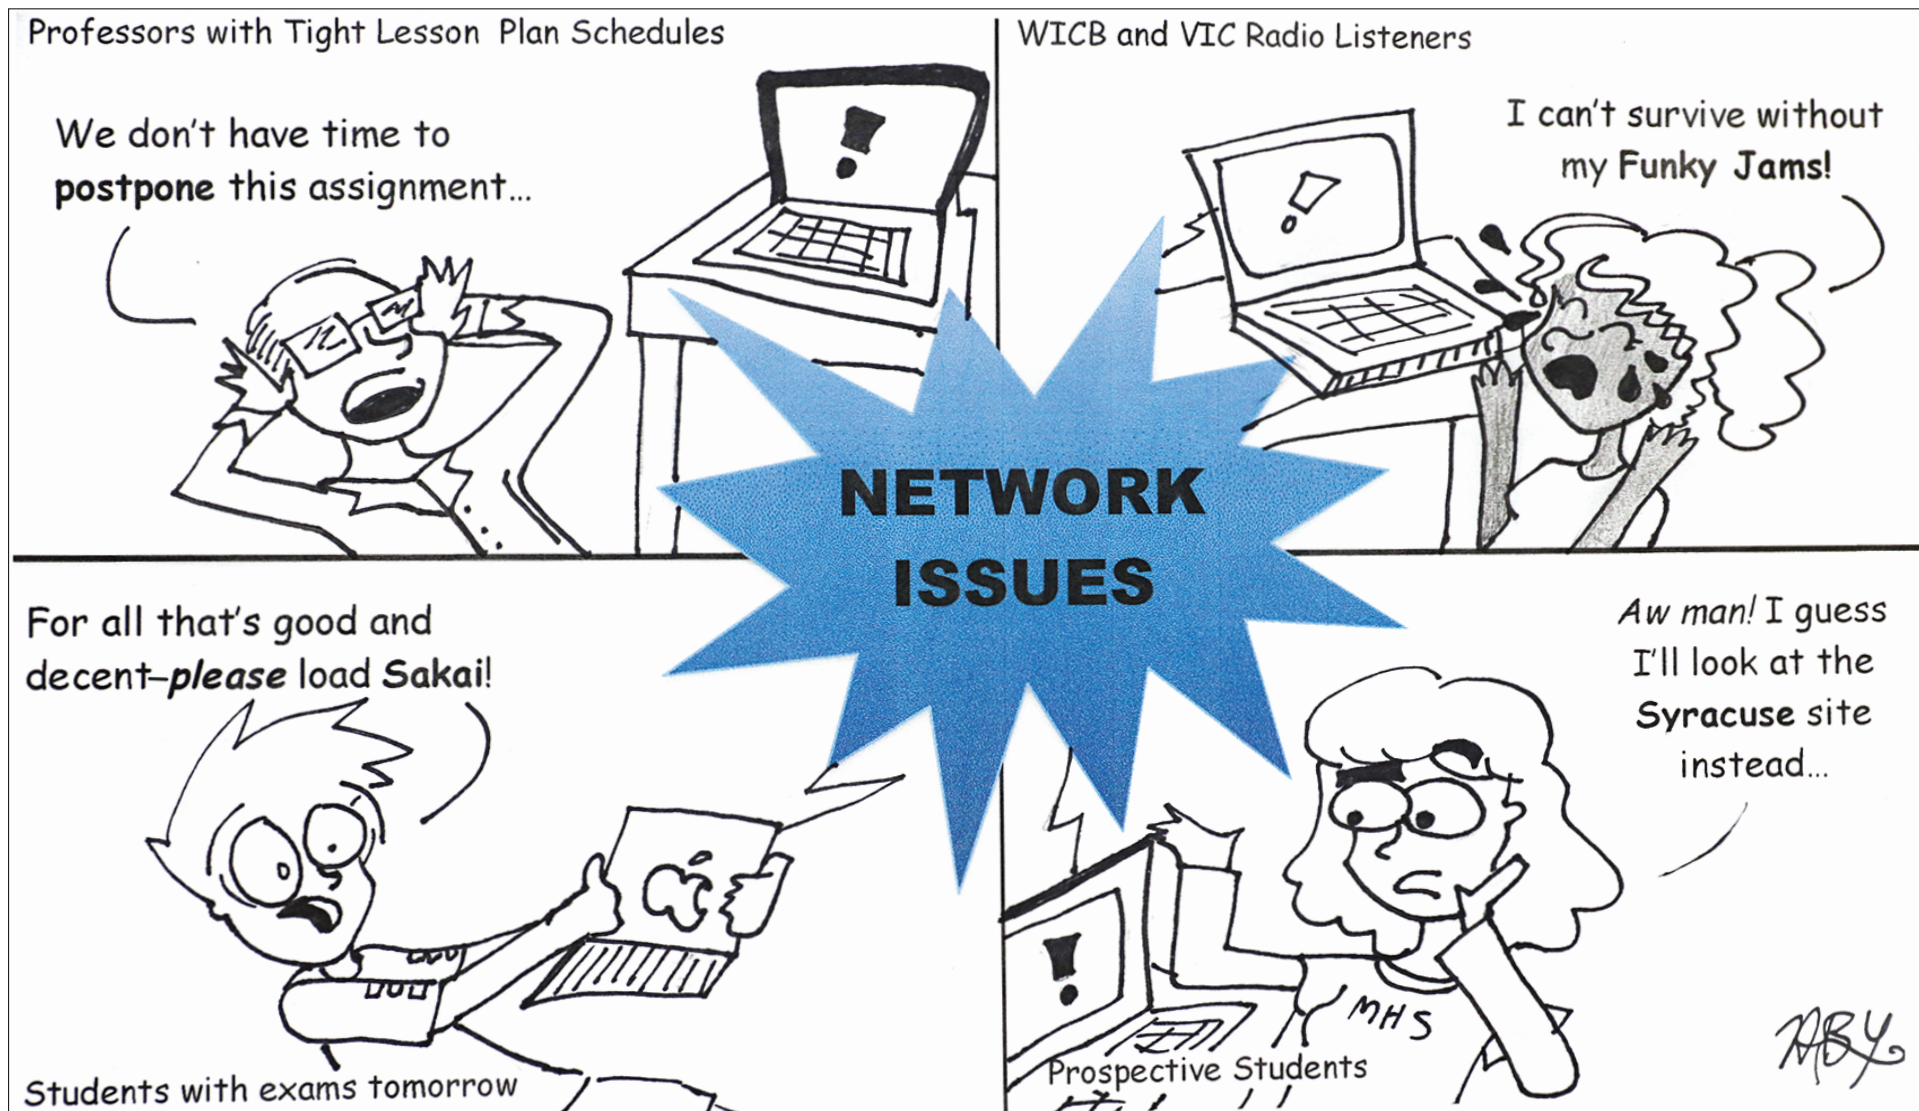 Professors with Tight Lesson Plan Schedules
We don't have time to
postpone this assignment...
WICB and VIC Radio Listeners
I can't survive without
my Funky Jams!
NETWORK
ISSUES
For all that's good and
decent–please load Sakai!
Students with exams tomorrow
Aw man! I guess
I'll look at the
Syracuse site
instead...
MHS
Prospective Students